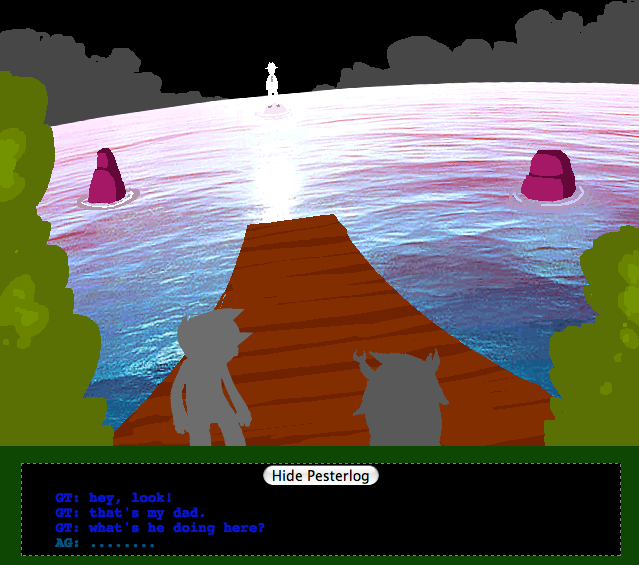 Hide Pesterlog
GT: hey, look!
GT: that's my dad.
GT: what's he doing here?
AG: ........